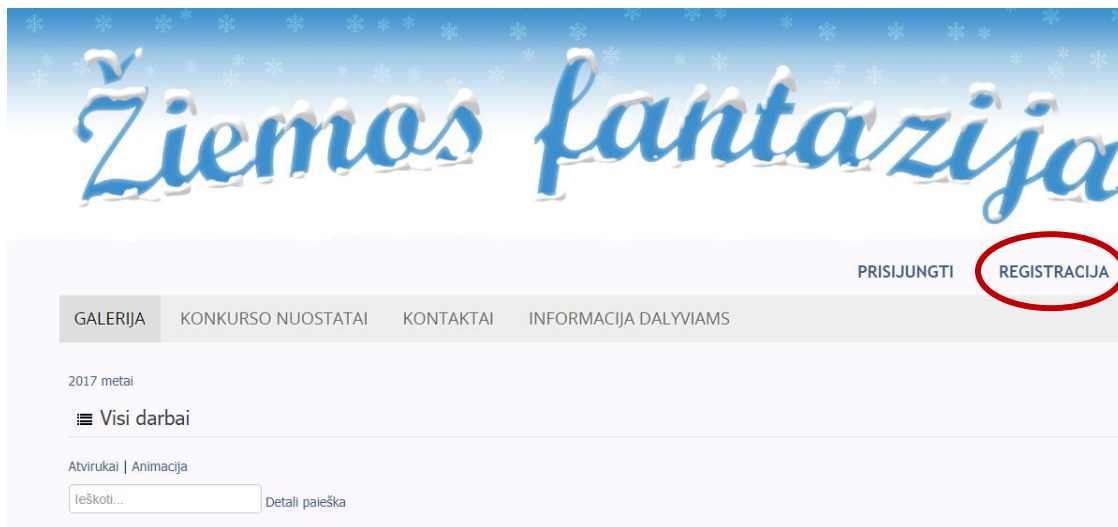 Žiemos fantazija
PRISIJUNGTI REGISTRACIJA
GALERIJA KONKURSO NUOSTATAI KONTAKTAI INFORMACIJA DALYVIAMS
2017 metai
Visi darbai
Atvirukai | Animacija
Ieškoti... Detali paieška